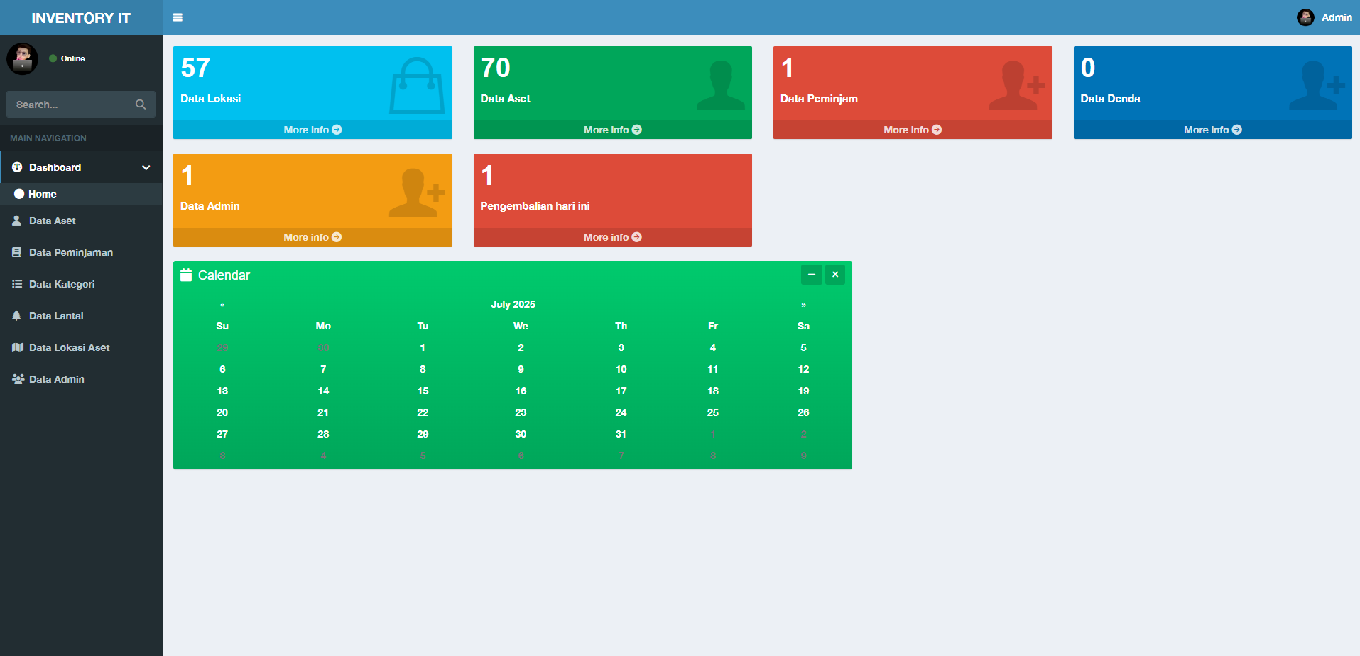 INVENTORY IT
Admin
Online
Search...
MAIN NAVIGATION
Dashboard
Home
Data Aset
Data Peminjaman
Data Kategori
Data Lantai
Data Lokasi Aset
Data Admin
57
Data Lokasi
More info
70
Data Aset
More info
1
Data Peminjam
More info
0
Data Denda
More info
1
Data Admin
More info
1
Pengembalian hari ini
More info
Calendar
« July 2025 »
Su Mo Tu We Th Fr Sa
29 30 1 2 3 4 5
6 7 8 9 10 11 12
13 14 15 16 17 18 19
20 21 22 23 24 25 26
27 28 29 30 31 1 2
3 4 5 6 7 8 9